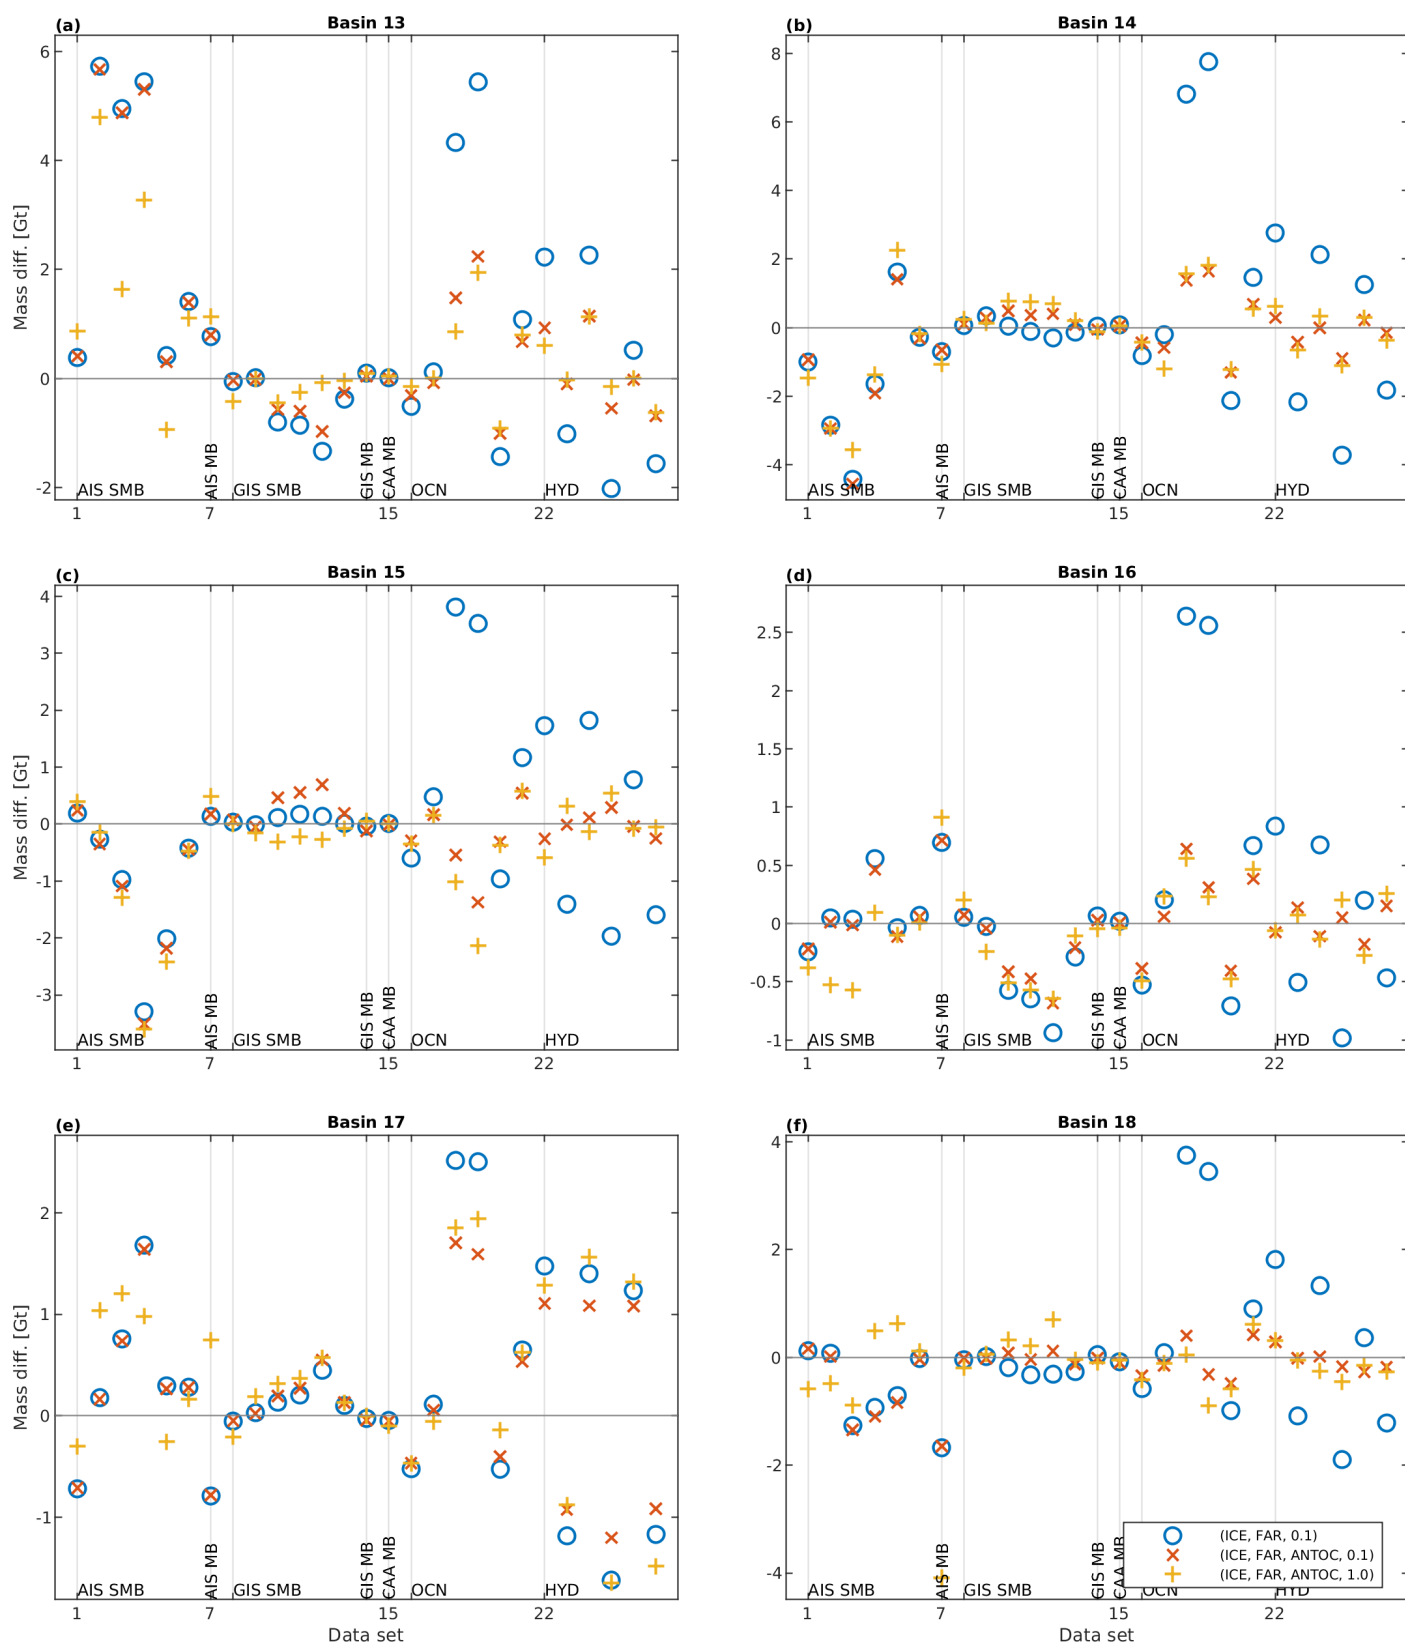 (a) Basin 13
6
4
2
0
-2
Mass diff. [Gt]
AIS SMB AIS MB GIS SMB GIS MB CAA MB OCN HYD
1 7 15 22
(b) Basin 14
8
6
4
2
0
-2
-4
AIS SMB AIS MB GIS SMB GIS MB CAA MB OCN HYD
1 7 15 22
(c) Basin 15
4
3
2
1
0
-1
-2
-3
Mass diff. [Gt]
AIS SMB AIS MB GIS SMB GIS MB CAA MB OCN HYD
1 7 15 22
(d) Basin 16
2.5
2
1.5
1
0.5
0
-0.5
-1
AIS SMB AIS MB GIS SMB GIS MB CAA MB OCN HYD
1 7 15 22
(e) Basin 17
2
1
0
-1
Mass diff. [Gt]
AIS SMB AIS MB GIS SMB GIS MB CAA MB OCN HYD
1 7 15 22
Data set
(f) Basin 18
4
2
0
-2
-4
AIS SMB AIS MB GIS SMB GIS MB CAA MB OCN HYD
(ICE, FAR, 0.1)
(ICE, FAR, ANTOC, 0.1)
(ICE, FAR, ANTOC, 1.0)
1 7 15 22
Data set